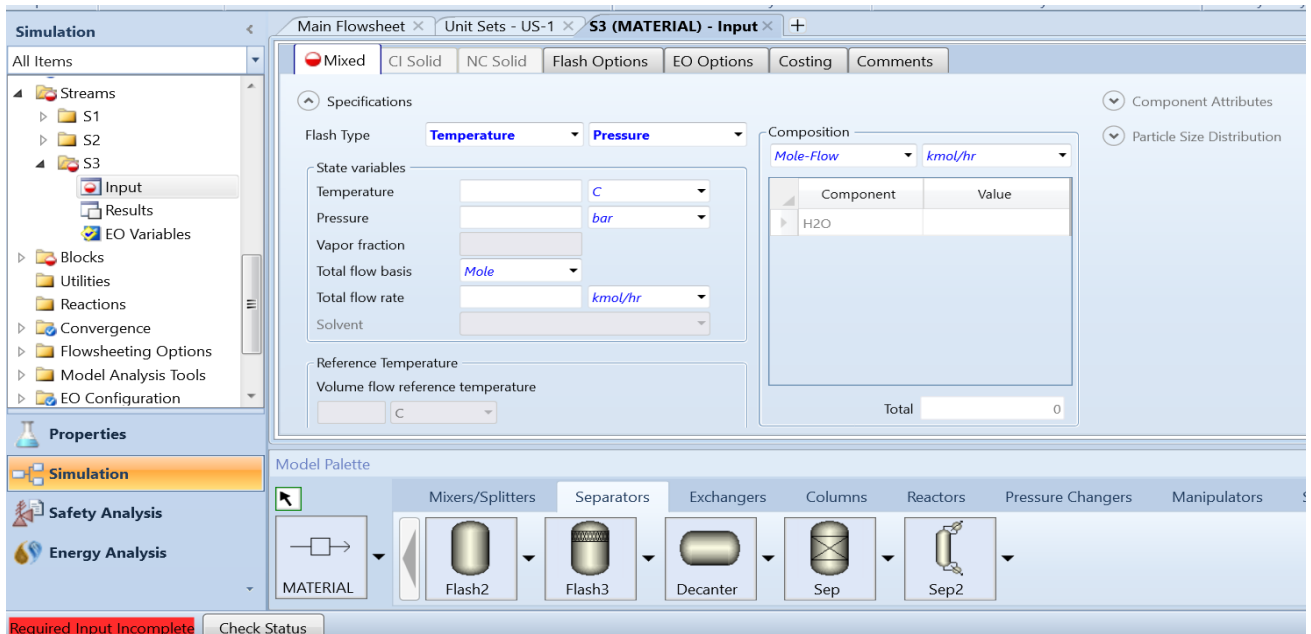 Simulation
All Items
Streams
S1
S2
S3
Input
Results
EO Variables
Blocks
Utilities
Reactions
Convergence
Flowsheeting Options
Model Analysis Tools
EO Configuration
Properties
Simulation
Safety Analysis
Energy Analysis
Required Input Incomplete Check Status
Main Flowsheet × Unit Sets - US-1 × S3 (MATERIAL) - Input × +
Mixed CI Solid NC Solid Flash Options EO Options Costing Comments
Specifications
Flash Type Temperature Pressure
State variables
Temperature C
Pressure bar
Vapor fraction
Total flow basis Mole
Total flow rate kmol/hr
Solvent
Reference Temperature
Volume flow reference temperature
C
Composition
Mole-Flow kmol/hr
Component Value
H2O
Total 0
Component Attributes
Particle Size Distribution
Model Palette
Mixers/Splitters Separators Exchangers Columns Reactors Pressure Changers Manipulators
MATERIAL Flash2 Flash3 Decanter Sep Sep2